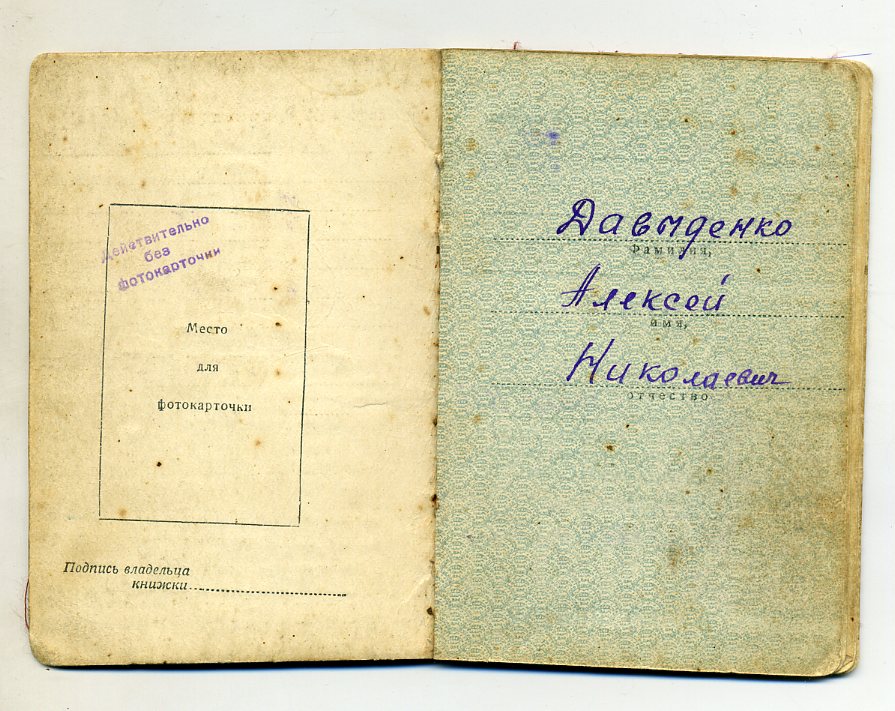 Действительно
без
фотокарточки
Место
для
фотокарточки
Подпись владельца
книжки
Давыденко
фамилия,
Алексей
имя,
Николаевич
отчество